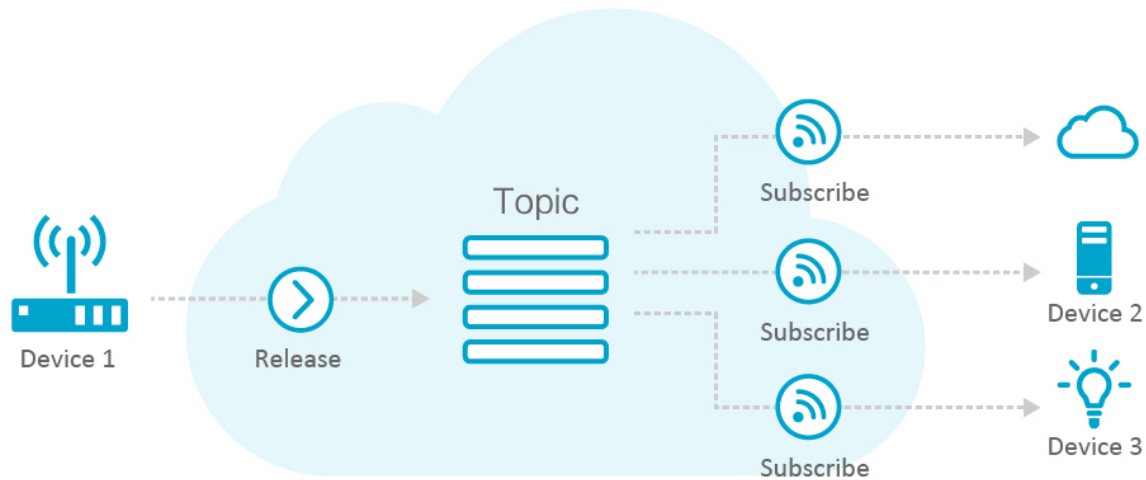 Topic
Subscribe
Device 1
Release
Subscribe
Device 2
Subscribe
Device 3